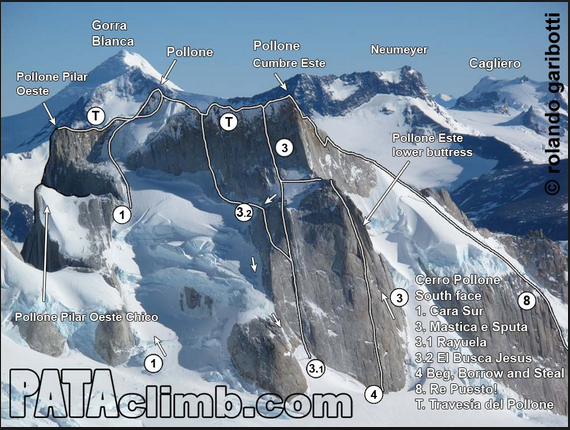 Gorra
Blanca
Pollone
Pollone
Cumbre Este
Neumeyer
Cagliero
Pollone Pilar
Oeste
T
T
3
Pollone Este
lower buttress
1
3.2
Pollone Pilar Oeste Chico
1
3.1
4
3
8
Cerro Pollone
South face
1. Cara Sur
3, Mastica e Sputa
3.1 Rayuela
3.2 El Busca Jesus
4 Beg, Borrow and Steal
8. Re Puesto!
T. Travesia del Pollone
PATAclimb.com
© rolando garibotti